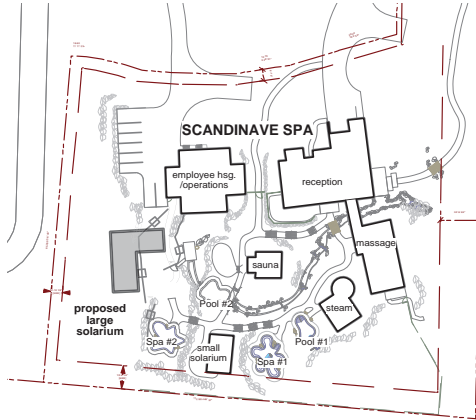 SCANDINAVE SPA
employee hsg.
/operations
reception
massage
sauna
Pool #2
steam
proposed
large
solarium
Spa #2
small
solarium
Spa #1
Pool #1